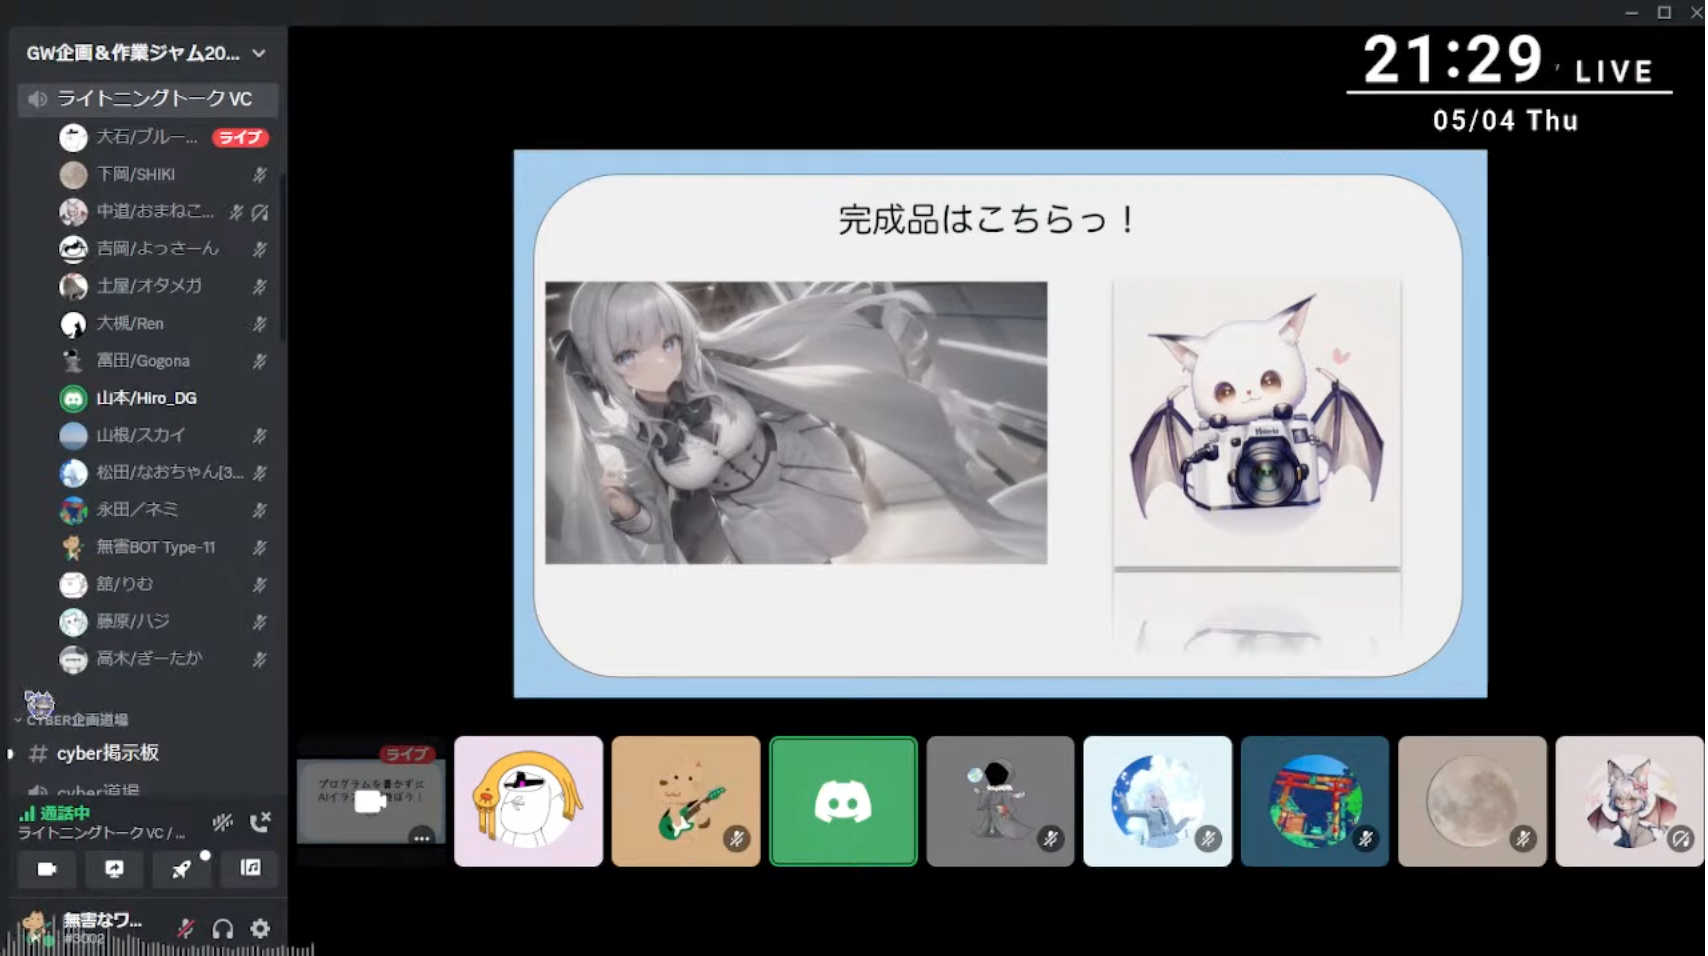 GW企画&作業ジャム20...
ライトニングトークVC
大石/ブルー... ライブ
下岡/SHIKI
中道/おまねこ...
吉岡/よっさーん
土屋/オタメガ
大槻/Ren
富田/Gogona
山本/Hiro_DG
山根/スカイ
松田/なおちゃん[3...
永田/ネミ
無害BOT Type-11
舘/りむ
藤原/ハジ
高木/ぎーたか
CYBER企画道場
cyber掲示板
cyber道場
通話中
ライトニングトークVC / ...
無害なワ...
#3002
21:29 LIVE
05/04 Thu
完成品はこちらっ!
ライブ
プログラムを書かずに